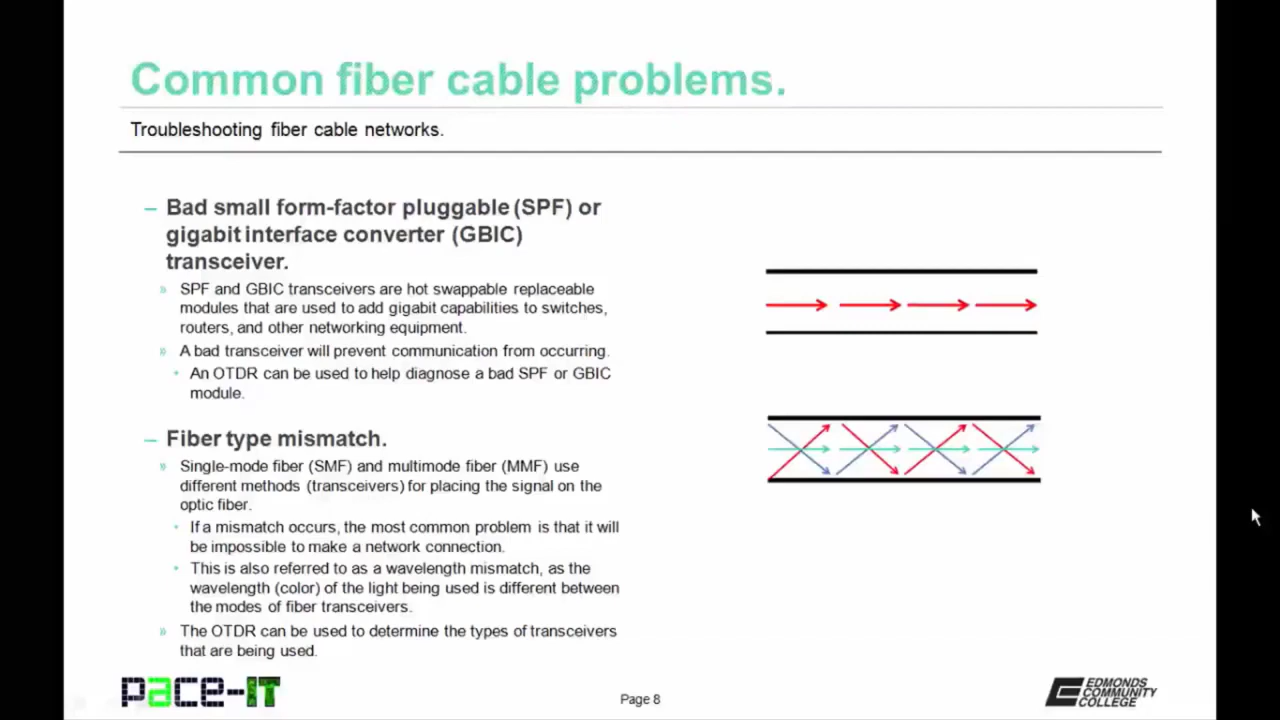 Common fiber cable problems.
Troubleshooting fiber cable networks.
– Bad small form-factor pluggable (SPF) or
gigabit interface converter (GBIC)
transceiver.
» SPF and GBIC transceivers are hot swappable replaceable
modules that are used to add gigabit capabilities to switches,
routers, and other networking equipment.
» A bad transceiver will prevent communication from occurring.
• An OTDR can be used to help diagnose a bad SPF or GBIC
module.
– Fiber type mismatch.
» Single-mode fiber (SMF) and multimode fiber (MMF) use
different methods (transceivers) for placing the signal on the
optic fiber.
• If a mismatch occurs, the most common problem is that it will
be impossible to make a network connection.
• This is also referred to as a wavelength mismatch, as the
wavelength (color) of the light being used is different between
the modes of fiber transceivers.
» The OTDR can be used to determine the types of transceivers
that are being used.
pace-IT
Page 8
EDMONDS
COMMUNITY
COLLEGE